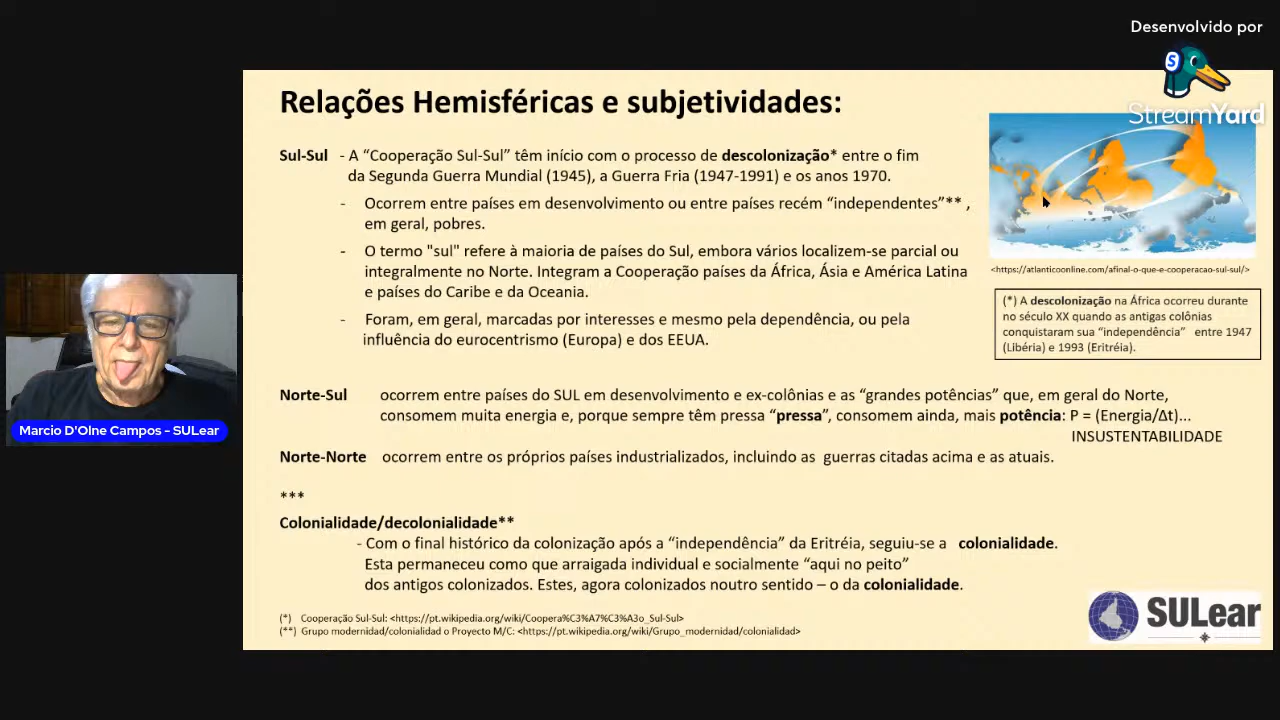 Desenvolvido por
StreamYard
Relações Hemisféricas e subjetividades:
Sul-Sul - A “Cooperação Sul-Sul” têm início com o processo de descolonização* entre o fim
da Segunda Guerra Mundial (1945), a Guerra Fria (1947-1991) e os anos 1970.
- Ocorrem entre países em desenvolvimento ou entre países recém “independentes”** ,
em geral, pobres.
- O termo "sul" refere à maioria de países do Sul, embora vários localizem-se parcial ou
integralmente no Norte. Integram a Cooperação países da África, Ásia e América Latina
e países do Caribe e da Oceania.
- Foram, em geral, marcadas por interesses e mesmo pela dependência, ou pela
influência do eurocentrismo (Europa) e dos EEUA.
<https://atlanticoonline.com/afinal-o-que-e-cooperacao-sul-sul/>
(*) A descolonização na África ocorreu durante
no século XX quando as antigas colônias
conquistaram sua “independência” entre 1947
(Libéria) e 1993 (Eritréia).
Norte-Sul ocorrem entre países do SUL em desenvolvimento e ex-colônias e as “grandes potências” que, em geral do Norte,
consomem muita energia e, porque sempre têm pressa “pressa”, consomem ainda, mais potência: P = (Energia/Δt)...
INSUSTENTABILIDADE
Norte-Norte ocorrem entre os próprios países industrializados, incluindo as guerras citadas acima e as atuais.
***
Colonialidade/decolonialidade**
- Com o final histórico da colonização após a “independência” da Eritréia, seguiu-se a colonialidade.
Esta permaneceu como que arraigada individual e socialmente “aqui no peito”
dos antigos colonizados. Estes, agora colonizados noutro sentido – o da colonialidade.
(*) Cooperação Sul-Sul: <https://pt.wikipedia.org/wiki/Coopera%C3%A7%C3%A3o_Sul-Sul>
(**) Grupo modernidad/colonialidad o Proyecto M/C: <https://pt.wikipedia.org/wiki/Grupo_modernidad/colonialidad>
SULear
Marcio D'Olne Campos - SULear